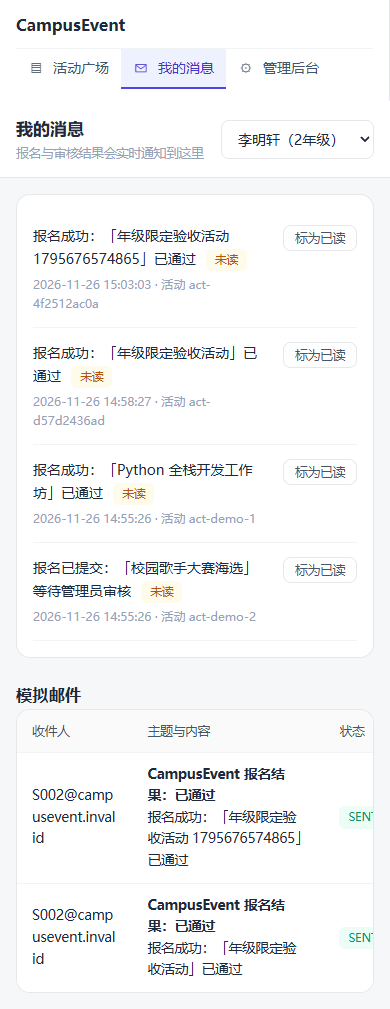 CampusEvent
活动广场
我的消息
管理后台
我的消息
报名与审核结果会实时通知到这里
李明轩（2年级）
报名成功：「年级限定验收活动
1795676574865」已通过 未读
标为已读
2026-11-26 15:03:03 · 活动 act-
4f2512ac0a
报名成功：「年级限定验收活动」已
通过 未读
标为已读
2026-11-26 14:58:27 · 活动 act-
d57d2436ad
报名成功：「Python 全栈开发工作
坊」已通过 未读
标为已读
2026-11-26 14:55:26 · 活动 act-demo-1
报名已提交：「校园歌手大赛海选」
等待管理员审核 未读
标为已读
2026-11-26 14:55:26 · 活动 act-demo-2
模拟邮件
收件人 主题与内容 状态
S002@camp
usevent.inval
id
CampusEvent 报名结
果：已通过
报名成功：「年级限定验
收活动 1795676574865」
已通过
SENT
S002@camp
usevent.inval
id
CampusEvent 报名结
果：已通过
报名成功：「年级限定验
收活动」已通过
SENT